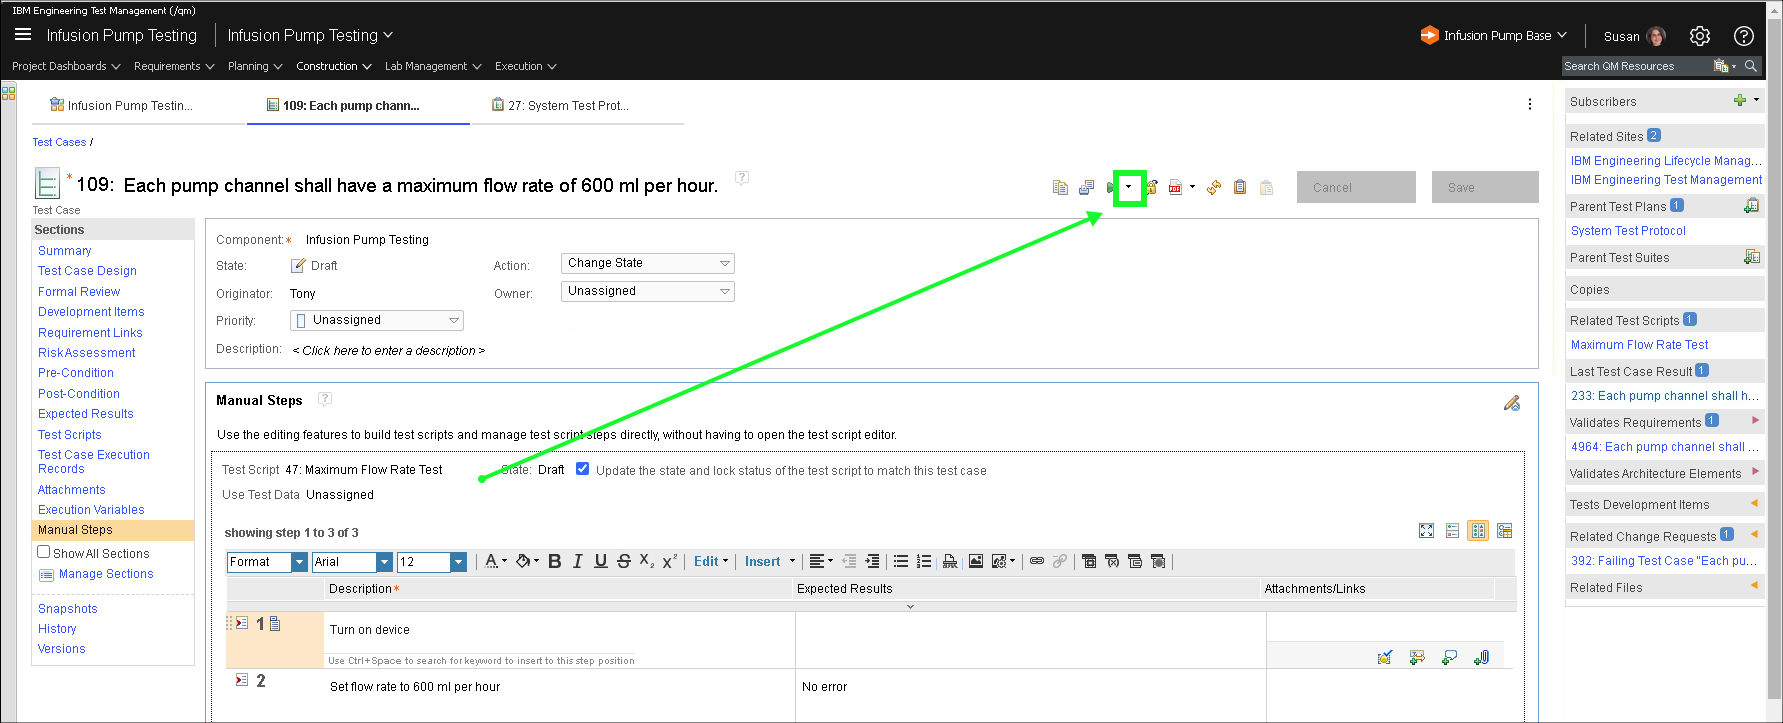 IBM Engineering Test Management (/qm)
Infusion Pump Testing
Infusion Pump Testing
Infusion Pump Base
Susan
Project Dashboards Requirements Planning Construction Lab Management Execution
Search QM Resources
Infusion Pump Testin...
109: Each pump chann...
27: System Test Prot...
Test Cases /
* 109: Each pump channel shall have a maximum flow rate of 600 ml per hour. ?
PDF
Cancel
Save
Test Case
Sections
Summary
Test Case Design
Formal Review
Development Items
Requirement Links
Risk Assessment
Pre-Condition
Post-Condition
Expected Results
Test Scripts
Test Case Execution
Records
Attachments
Execution Variables
Manual Steps
Show All Sections
Manage Sections
Snapshots
History
Versions
Component:* Infusion Pump Testing
State: Draft
Action: Change State
Originator: Tony
Owner: Unassigned
Priority: Unassigned
Description: < Click here to enter a description >
Manual Steps ?
Use the editing features to build test scripts and manage test script steps directly, without having to open the test script editor.
Test Script 47: Maximum Flow Rate Test State: Draft Update the state and lock status of the test script to match this test case
Use Test Data Unassigned
showing step 1 to 3 of 3
Format Arial 12 A B I U S X2 X2 Edit Insert
Description* Expected Results Attachments/Links
1 Turn on device
Use Ctrl+Space to search for keyword to insert to this step position
2 Set flow rate to 600 ml per hour No error
Subscribers
Related Sites 2
IBM Engineering Lifecycle Manag...
IBM Engineering Test Management
Parent Test Plans 1
System Test Protocol
Parent Test Suites
Copies
Related Test Scripts 1
Maximum Flow Rate Test
Last Test Case Result 1
233: Each pump channel shall h...
Validates Requirements 1
4964: Each pump channel shall ...
Validates Architecture Elements
Tests Development Items
Related Change Requests 1
392: Failing Test Case "Each pu...
Related Files